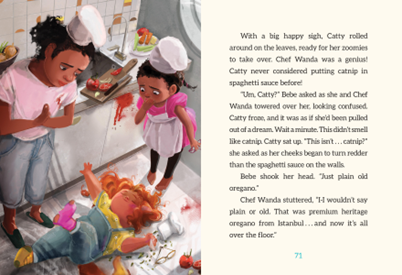 With a big happy sigh, Catty rolled
around on the leaves, ready for her zoomies
to take over. Chef Wanda was a genius!
Catty never considered putting catnip in
spaghetti sauce before!
"Um, Catty?" Bebe asked as she and Chef
Wanda towered over her, looking confused.
Catty froze, and it was as if she'd been pulled
out of a dream. Wait a minute. This didn't smell
like catnip. Catty sat up. "This isn't . . . catnip?"
she asked as her cheeks began to turn redder
than the spaghetti sauce on the walls.
Bebe shook her head. "Just plain old
oregano."
Chef Wanda stuttered, "I-I wouldn't say
plain or old. That was premium heritage
oregano from Istanbul . . . and now it's all
over the floor."
71